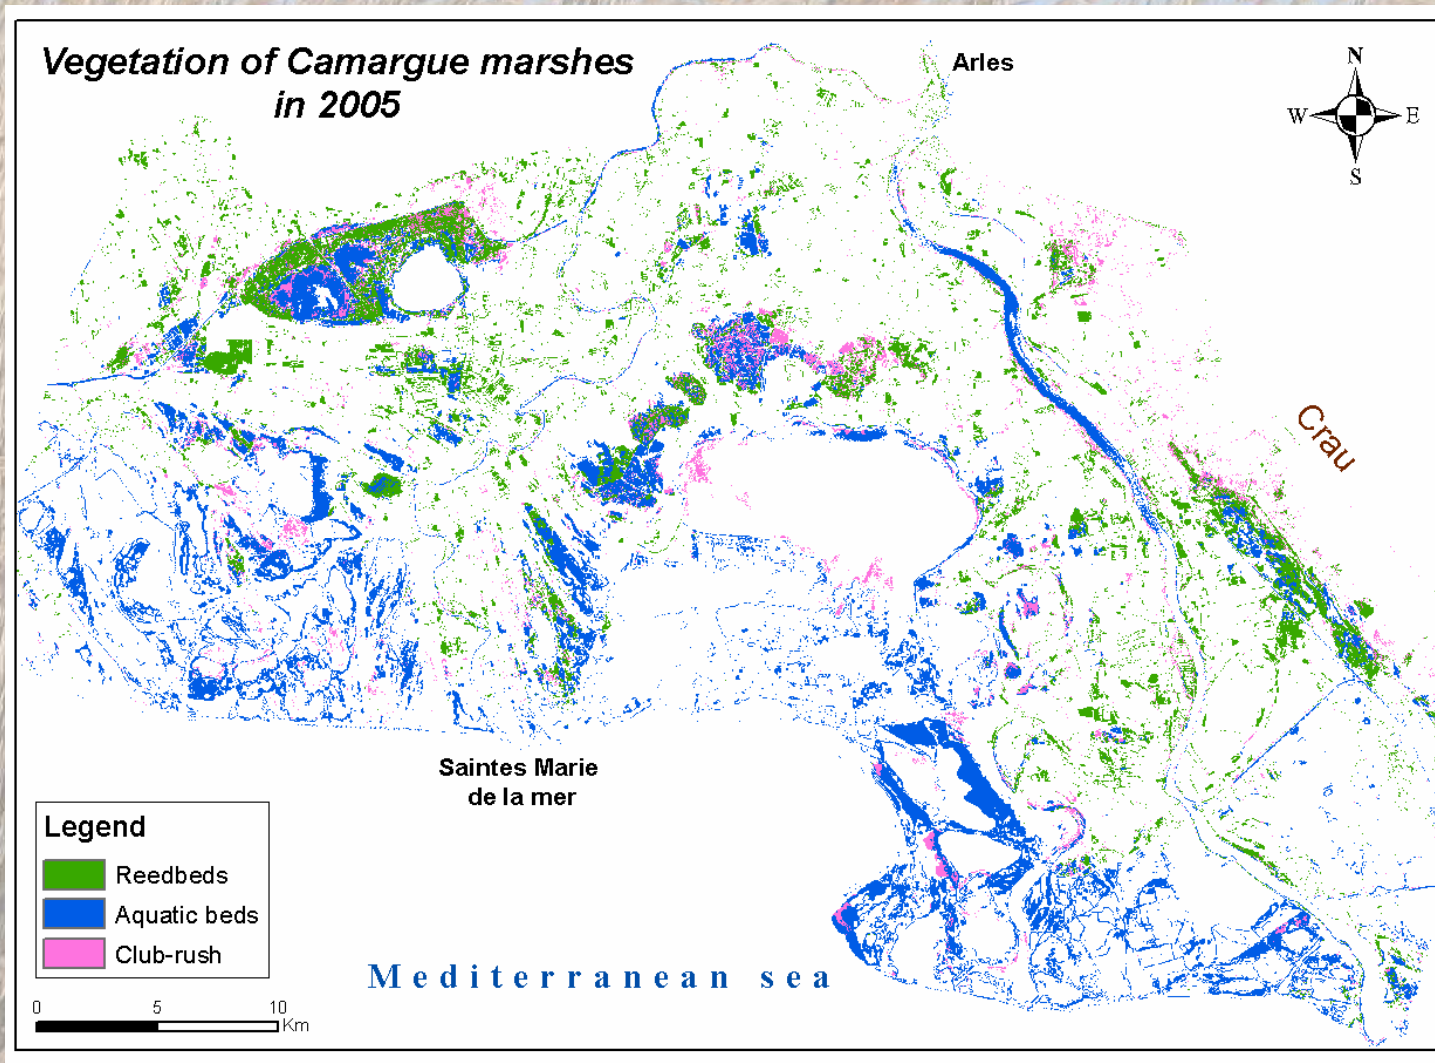 Vegetation of Camargue marshes
in 2005
Arles
N
W
E
S
Crau
Saintes Marie
de la mer
Legend
Reedbeds
Aquatic beds
Club-rush
Mediterranean sea
0 5 10
Km